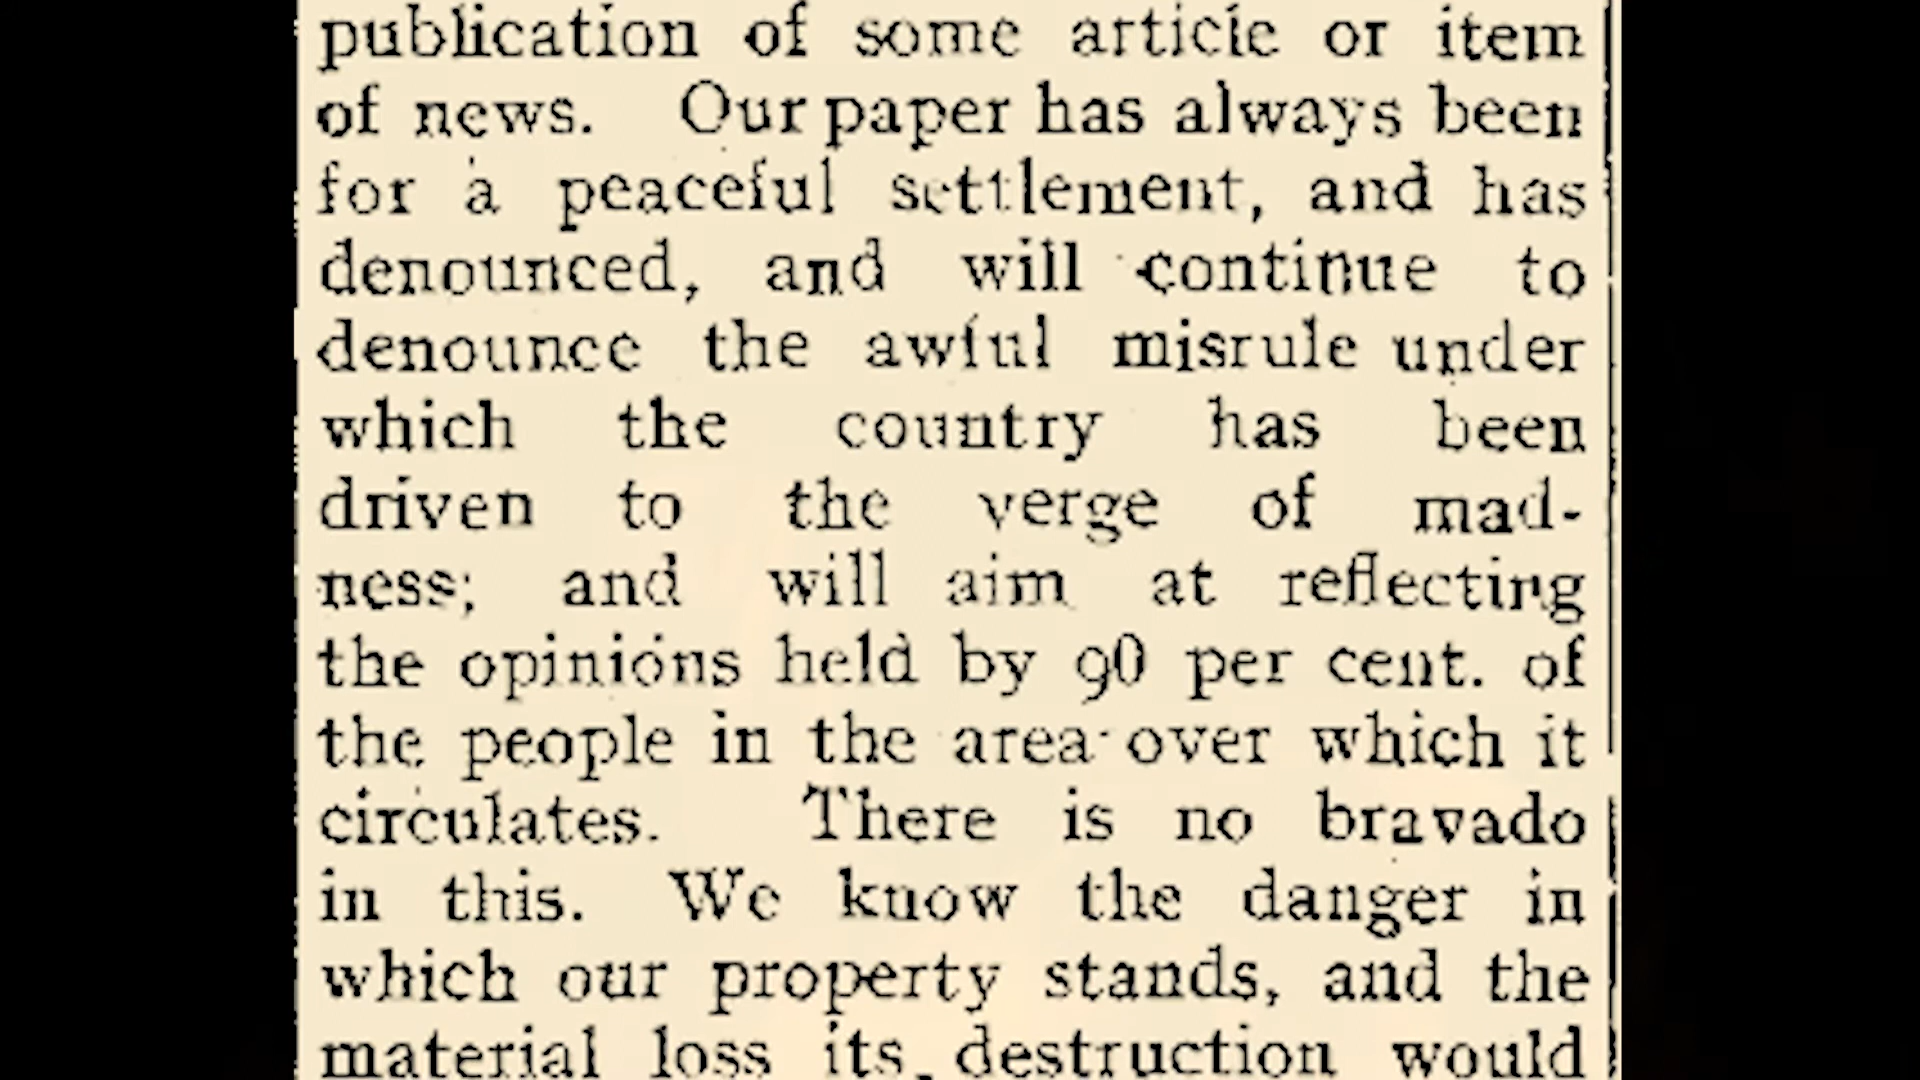 publication of some article or item
of news. Our paper has always been
for a peaceful settlement, and has
denounced, and will continue to
denounce the awful misrule under
which the country has been
driven to the verge of mad-
ness; and will aim at reflecting
the opinions held by 90 per cent. of
the people in the area over which it
circulates. There is no bravado
in this. We know the danger in
which our property stands, and the
material loss its destruction would